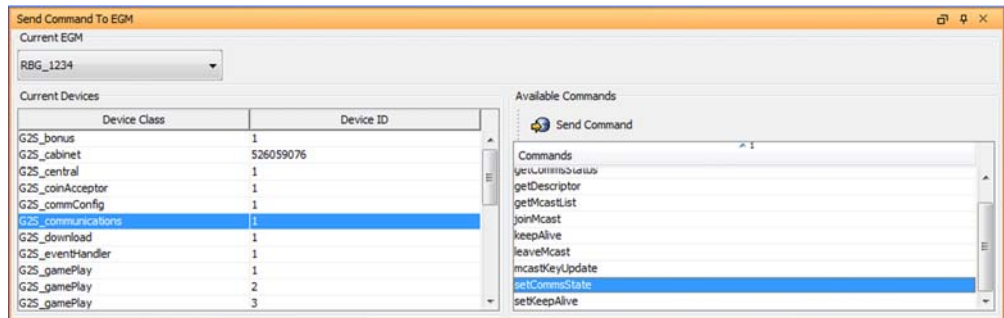 Send Command To EGM
Current EGM
RBG_1234
Current Devices
Device Class Device ID
G2S_bonus 1
G2S_cabinet 526059076
G2S_central 1
G2S_coinAcceptor 1
G2S_commConfig 1
G2S_communications 1
G2S_download 1
G2S_eventHandler 1
G2S_gamePlay 1
G2S_gamePlay 2
G2S_gamePlay 3
Available Commands
Send Command
1
Commands
getCommsStatus
getDescriptor
getMcastList
joinMcast
keepAlive
leaveMcast
mcastKeyUpdate
setCommsState
setKeepAlive